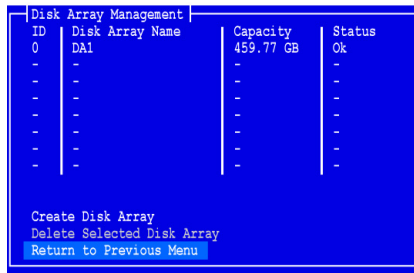 Disk Array Management
ID Disk Array Name Capacity Status
0 DA1 459.77 GB Ok
- - - -
- - - -
- - - -
- - - -
- - - -
- - - -
- - - -
Create Disk Array
Delete Selected Disk Array
Return to Previous Menu